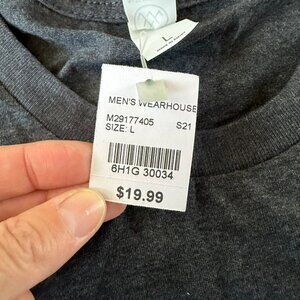 L
MEN'S WEARHOUSE
M29177405 S21
SIZE: L
6H1G 30034
$19.99